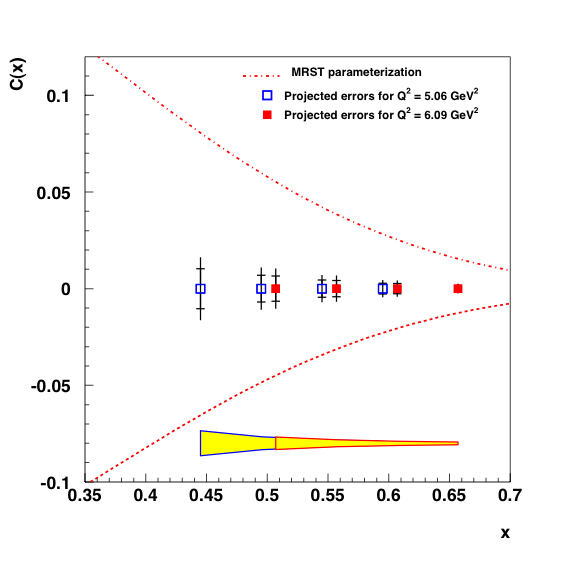 C(x)
MRST parameterization
Projected errors for Q² = 5.06 GeV²
Projected errors for Q² = 6.09 GeV²
0.1
0.05
0
-0.05
-0.1
0.35 0.4 0.45 0.5 0.55 0.6 0.65 0.7
x